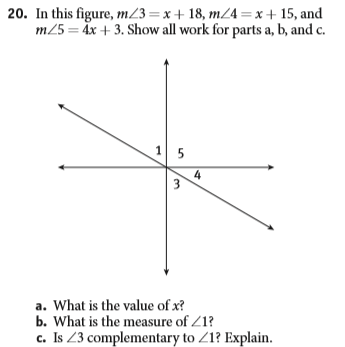 20. In this figure, m∠3 = x + 18, m∠4 = x + 15, and
m∠5 = 4x + 3. Show all work for parts a, b, and c.
1 5
4
3
a. What is the value of x?
b. What is the measure of ∠1?
c. Is ∠3 complementary to ∠1? Explain.